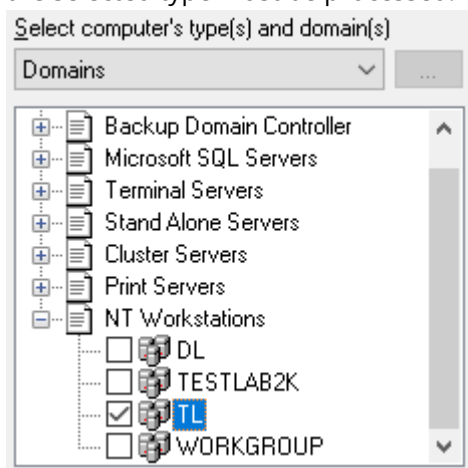 Select computer's type(s) and domain(s)
Domains
...
Backup Domain Controller
Microsoft SQL Servers
Terminal Servers
Stand Alone Servers
Cluster Servers
Print Servers
NT Workstations
DL
TESTLAB2K
TL
WORKGROUP